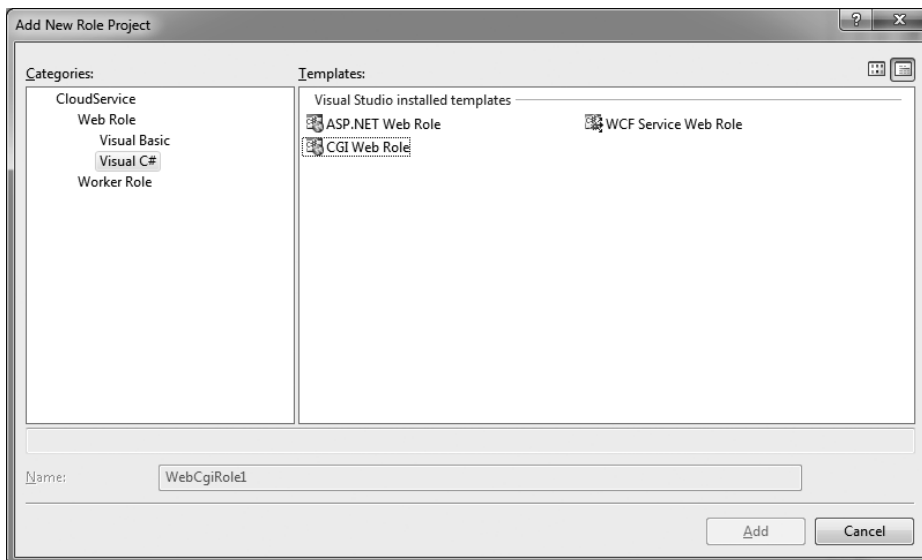 Add New Role Project
Categories:
Templates:
CloudService
Web Role
Visual Basic
Visual C#
Worker Role
Visual Studio installed templates
ASP.NET Web Role
WCF Service Web Role
CGI Web Role
Name:
WebCgiRole1
Add
Cancel